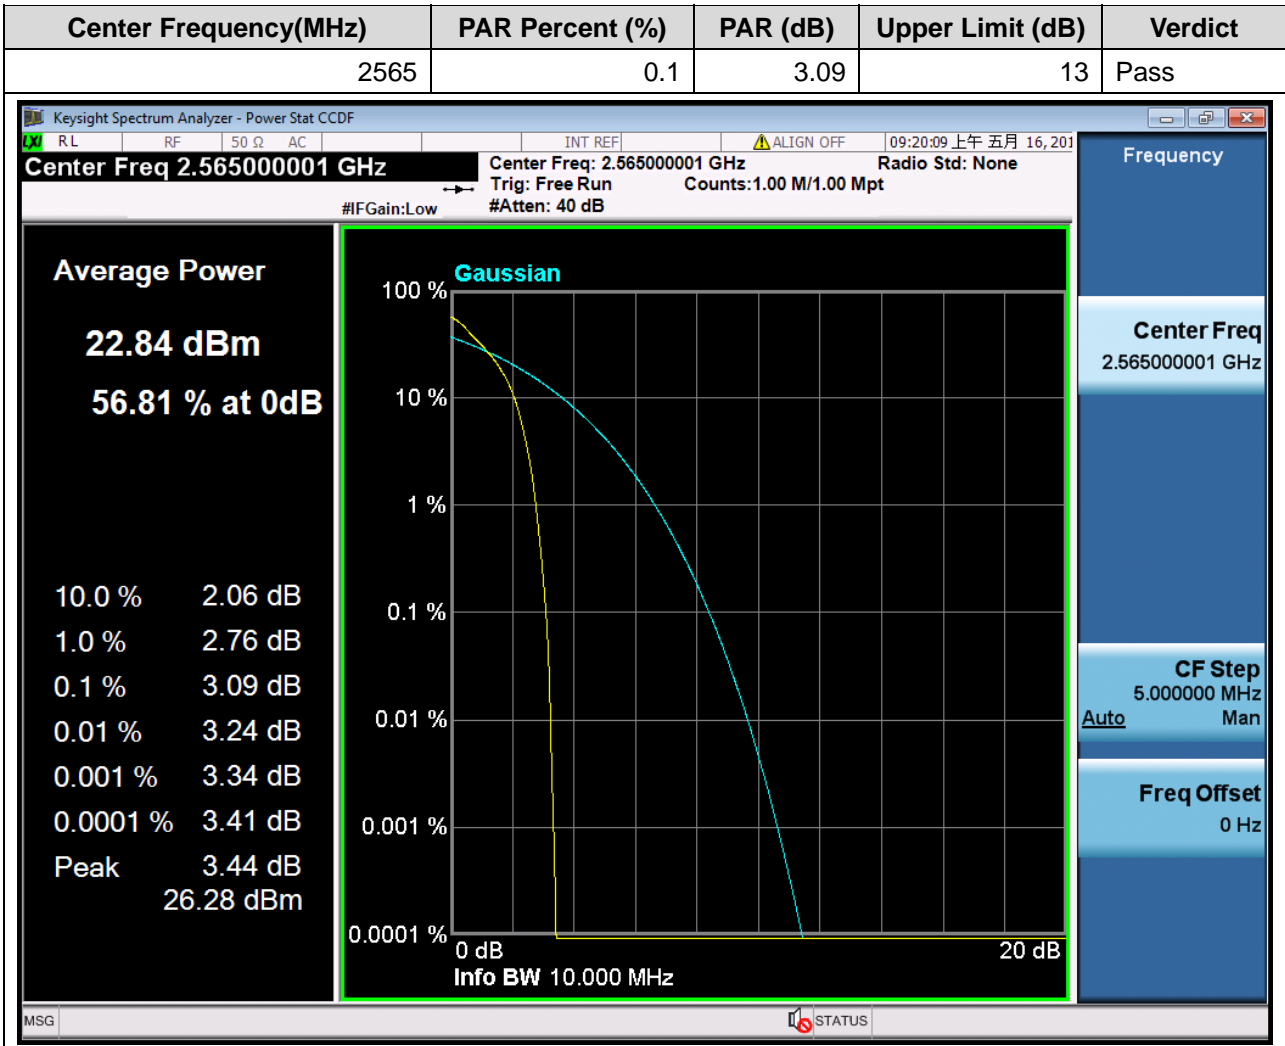 Center Frequency(MHz) PAR Percent (%) PAR (dB) Upper Limit (dB) Verdict
2565 0.1 3.09 13 Pass
Keysight Spectrum Analyzer - Power Stat CCDF
LXI RL RF 50 Ω AC INT REF ALIGN OFF 09:20:09 上午 五月 16, 201
Center Freq 2.565000001 GHz
Center Freq: 2.565000001 GHz Radio Std: None
Trig: Free Run Counts:1.00 M/1.00 Mpt
#IFGain:Low #Atten: 40 dB
Average Power
22.84 dBm
56.81 % at 0dB
10.0 % 2.06 dB
1.0 % 2.76 dB
0.1 % 3.09 dB
0.01 % 3.24 dB
0.001 % 3.34 dB
0.0001 % 3.41 dB
Peak 3.44 dB
26.28 dBm
Gaussian
100 %
10 %
1 %
0.1 %
0.01 %
0.001 %
0.0001 %
0 dB 20 dB
Info BW 10.000 MHz
Frequency
Center Freq
2.565000001 GHz
CF Step
5.000000 MHz
Auto Man
Freq Offset
0 Hz
MSG STATUS